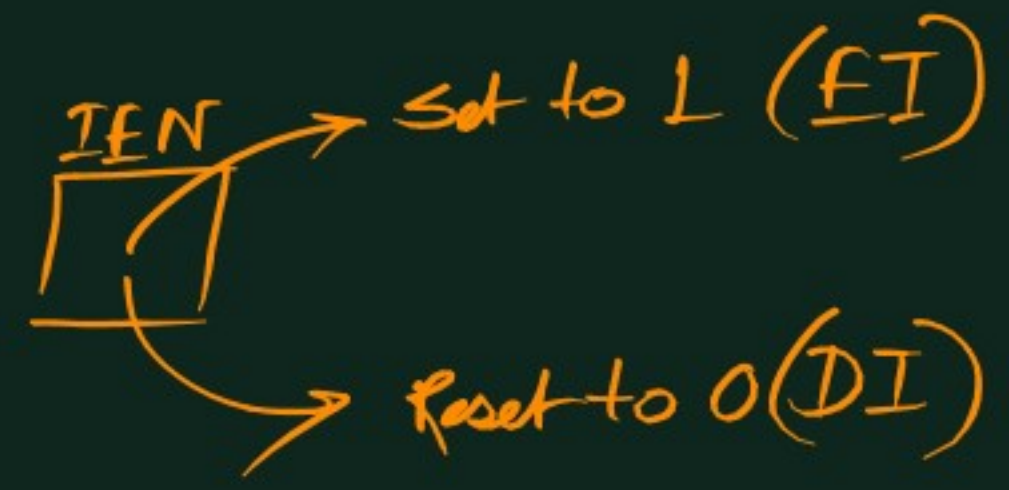 IEN
Set to 1 (EI)
Reset to 0 (DI)